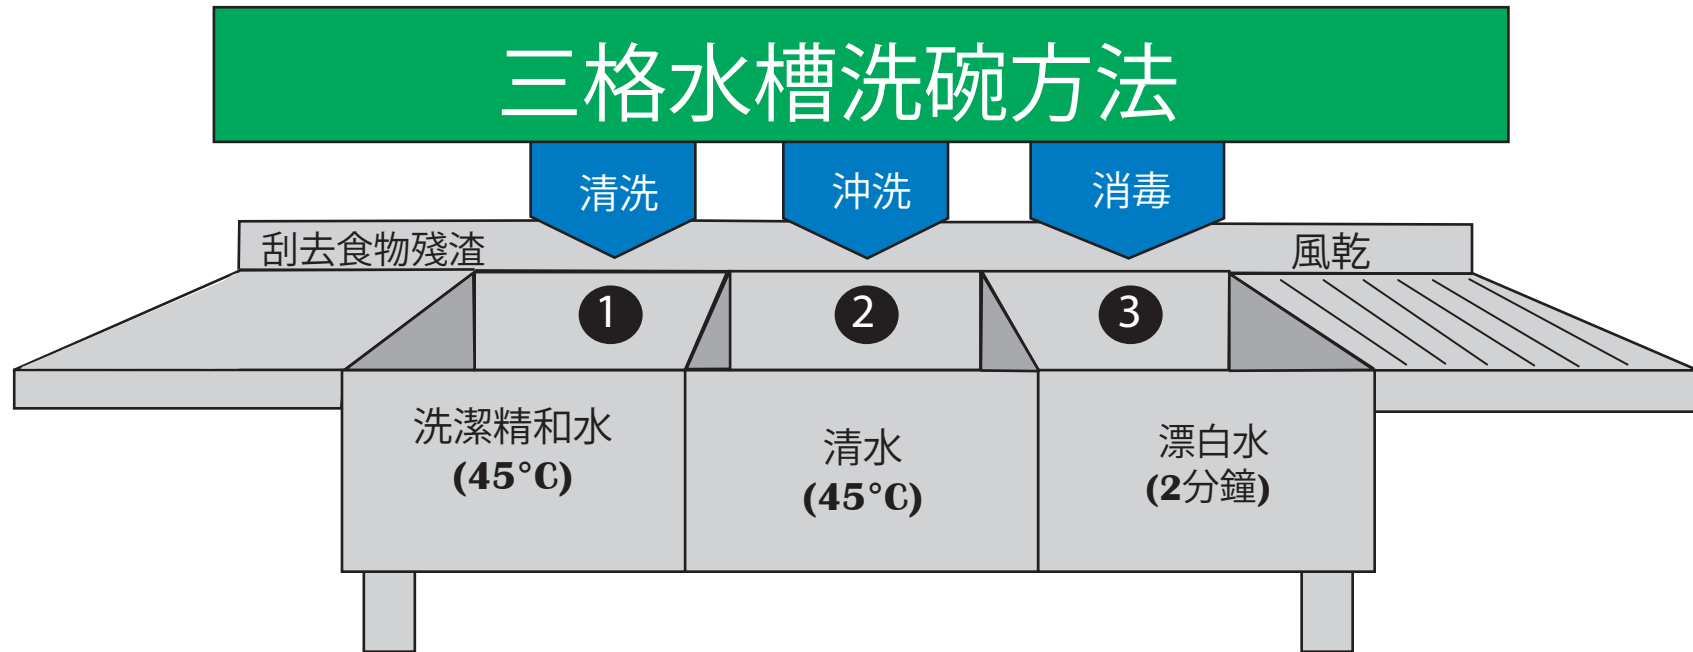 三格水槽洗碗方法
清洗
沖洗
消毒
刮去食物殘渣
風乾
1
2
3
洗潔精和水
(45°C)
清水
(45°C)
漂白水
(2分鐘)